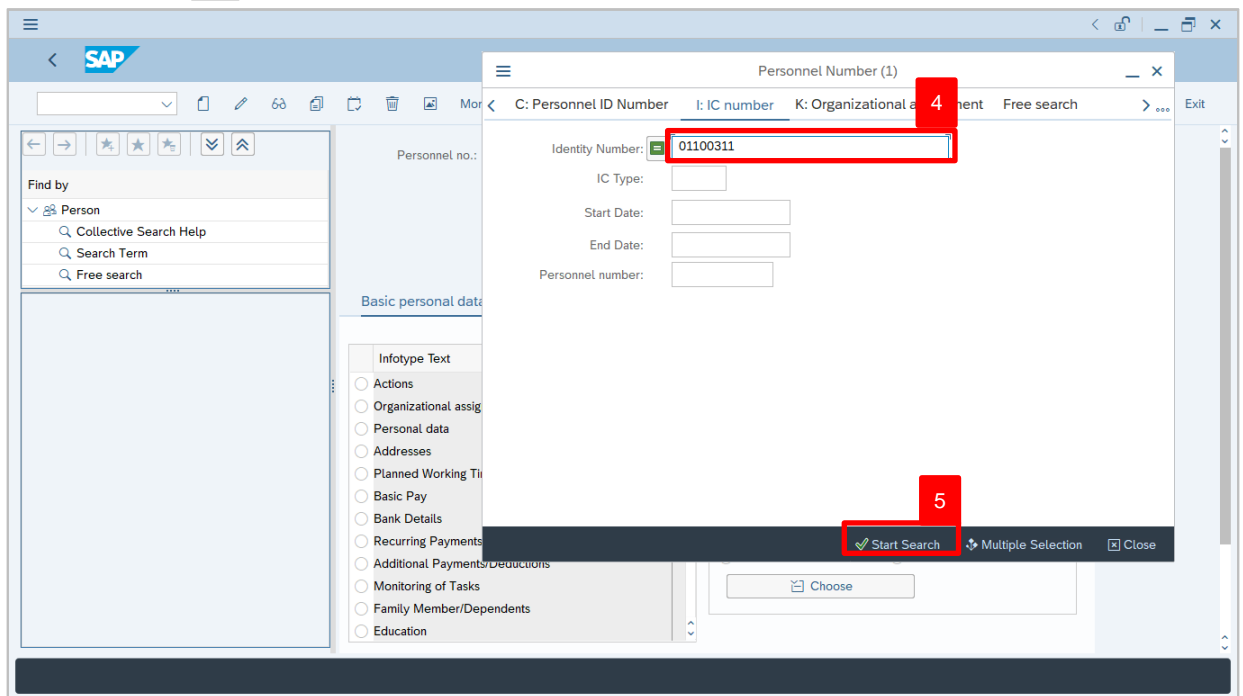 SAP
Personnel Number (1)
Mor
C: Personnel ID Number
I: IC number
K: Organizational a
4
ment
Free search
Exit
Personnel no.:
Identity Number:
01100311
IC Type:
Find by
Person
Start Date:
Collective Search Help
End Date:
Search Term
Personnel number:
Free search
Basic personal data
Infotype Text
Actions
Organizational assig
Personal data
Addresses
Planned Working Ti
Basic Pay
5
Bank Details
Recurring Payments
Start Search
Multiple Selection
Close
Additional Payments/Deductions
Monitoring of Tasks
Choose
Family Member/Dependents
Education